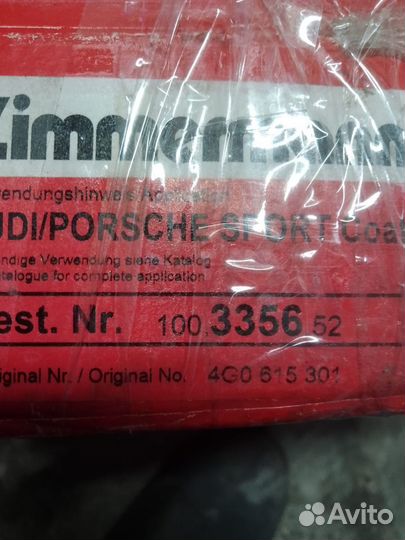 Zimmermann
wendungshinweis Application
UDI/PORSCHE SPORT Coat
ndige Verwendung siehe Katalog
atalogue for complete application
est. Nr. 100.3356.52
iginal Nr. / Original No. 4G0 615 301
Avito